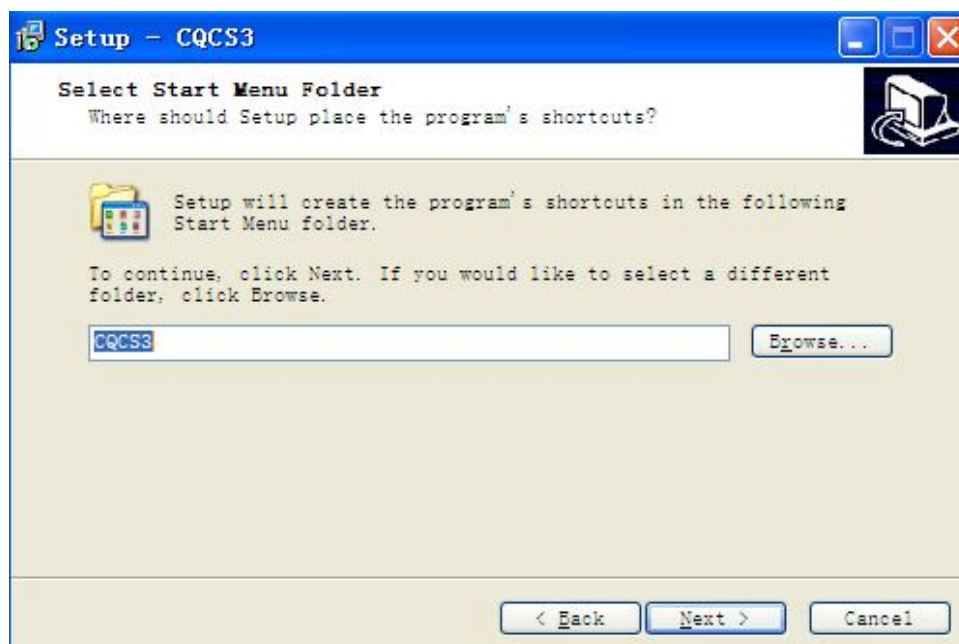 Setup - CQCS3
Select Start Menu Folder
Where should Setup place the program's shortcuts?
Setup will create the program's shortcuts in the following
Start Menu folder.
To continue, click Next. If you would like to select a different
folder, click Browse.
CQCS3
Browse...
< Back
Next >
Cancel